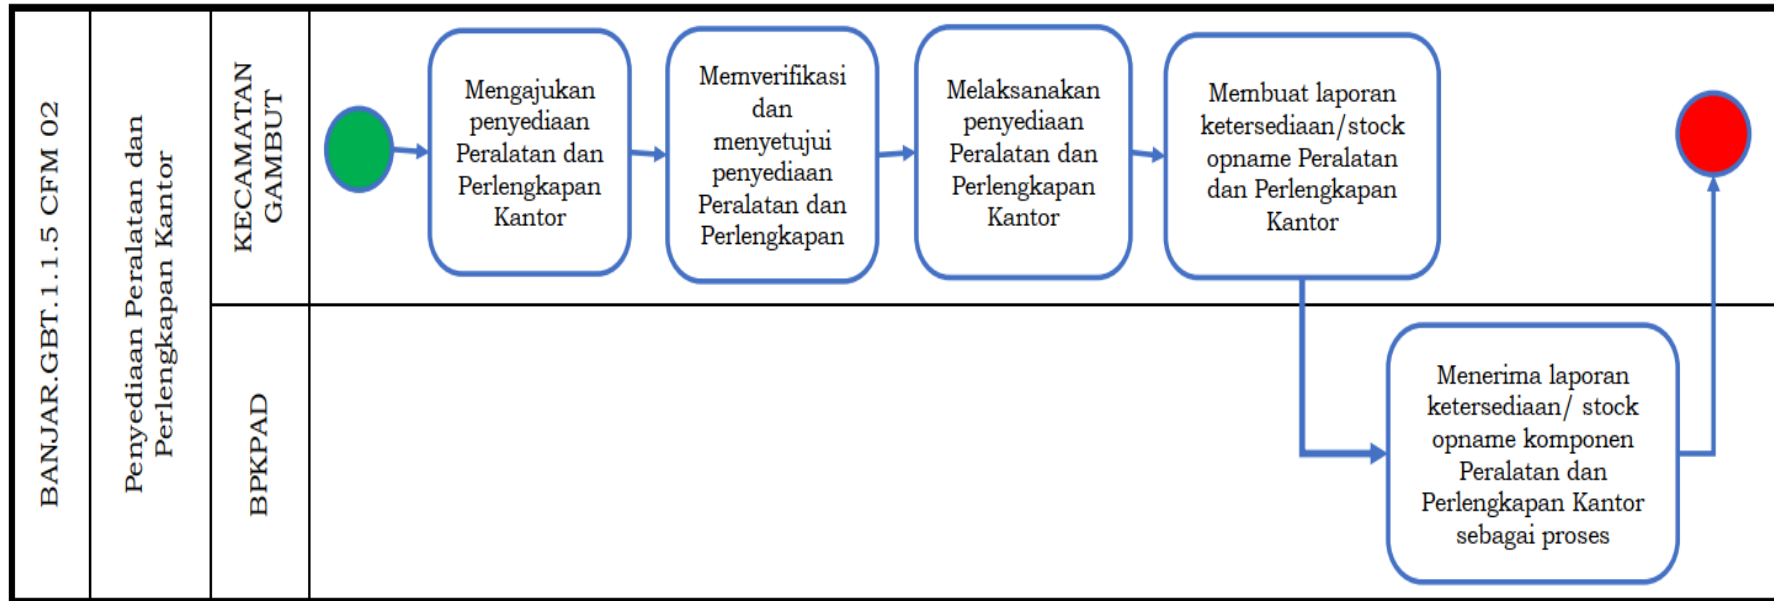 BANJAR.GBT.1.1.1.5 CFM 02
Penyediaan Peralatan dan
Perlengkapan Kantor
KECAMATAN
GAMBUT
Mengajukan
penyediaan
Peralatan dan
Perlengkapan
Kantor
Memverifikasi
dan
menyetujui
penyediaan
Peralatan dan
Perlengkapan
Melaksanakan
penyediaan
Peralatan dan
Perlengkapan
Kantor
Membuat laporan
ketersediaan/stock
opname Peralatan
dan Perlengkapan
Kantor
BPKPAD
Menerima laporan
ketersediaan/ stock
opname komponen
Peralatan dan
Perlengkapan Kantor
sebagai proses